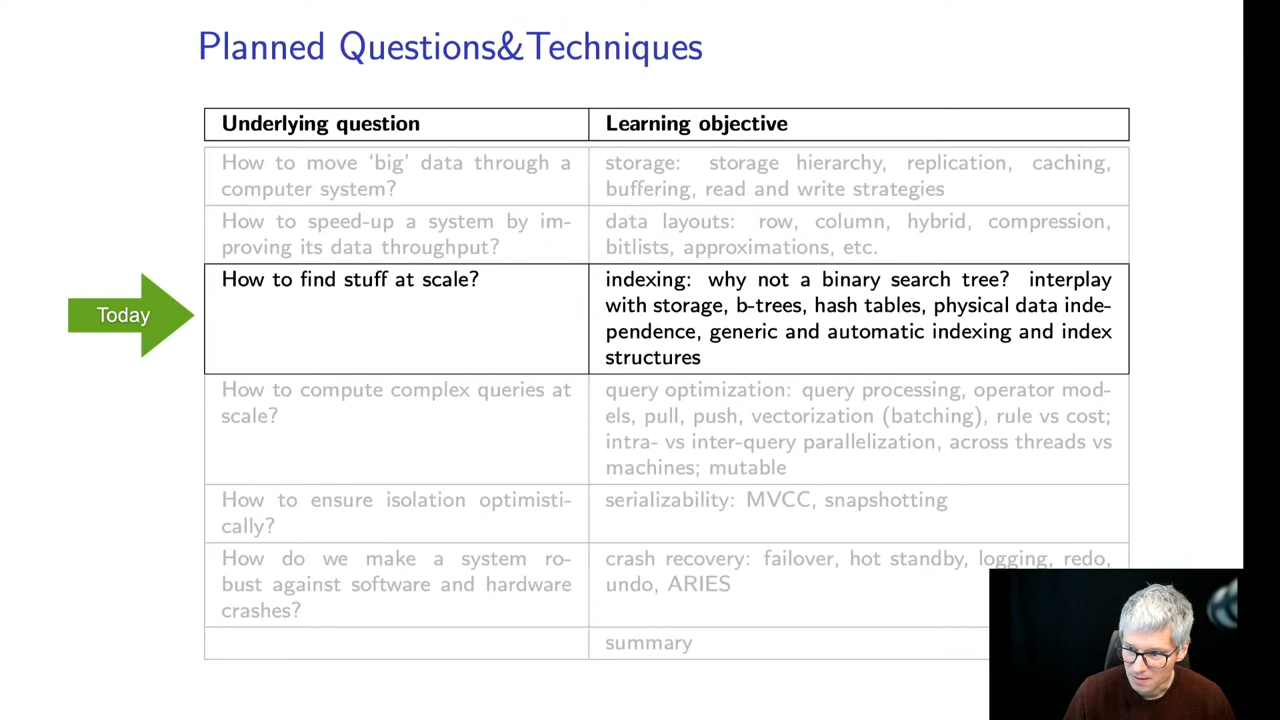 Planned Questions&Techniques
Underlying question
Learning objective
How to move ‘big’ data through a
computer system?
storage: storage hierarchy, replication, caching,
buffering, read and write strategies
How to speed-up a system by im-
proving its data throughput?
data layouts: row, column, hybrid, compression,
bitlists, approximations, etc.
Today
How to find stuff at scale?
indexing: why not a binary search tree? interplay
with storage, b-trees, hash tables, physical data inde-
pendence, generic and automatic indexing and index
structures
How to compute complex queries at
scale?
query optimization: query processing, operator mod-
els, pull, push, vectorization (batching), rule vs cost;
intra- vs inter-query parallelization, across threads vs
machines; mutable
How to ensure isolation optimisti-
cally?
serializability: MVCC, snapshotting
How do we make a system ro-
bust against software and hardware
crashes?
crash recovery: failover, hot standby, logging, redo,
undo, ARIES
summary